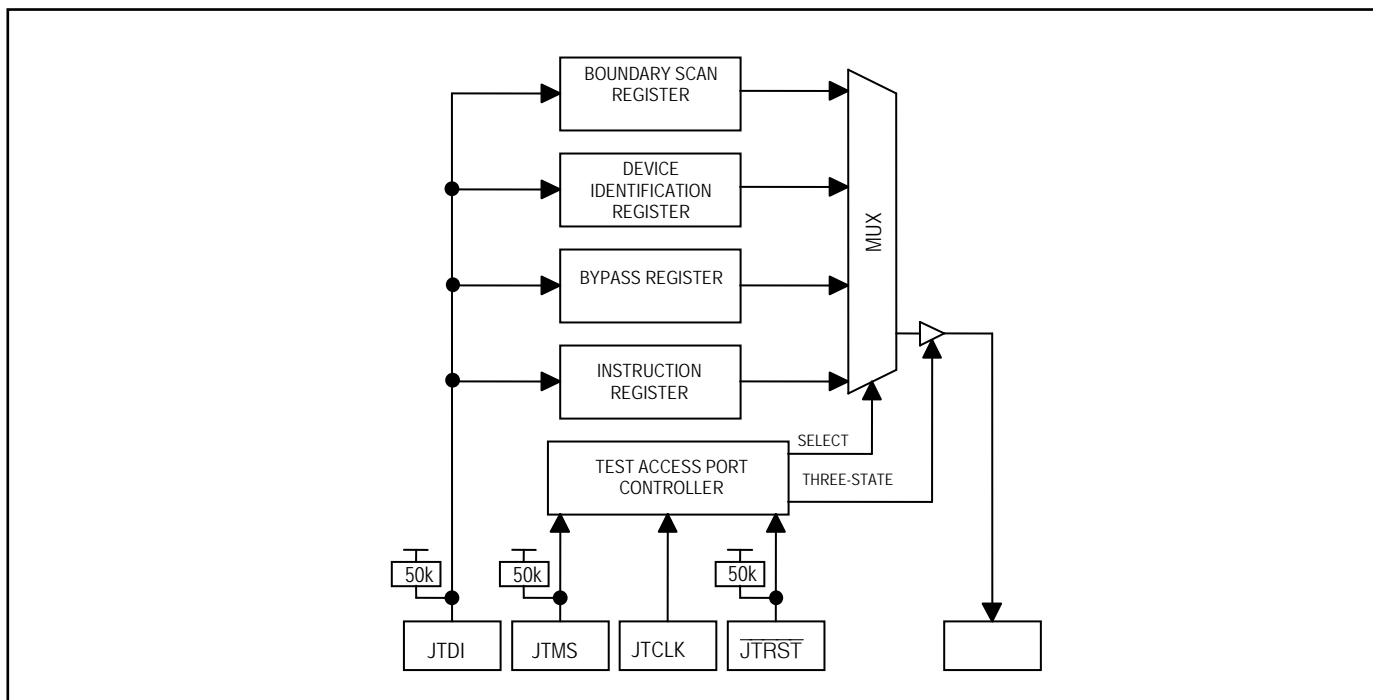 BOUNDARY SCAN
REGISTER
DEVICE
IDENTIFICATION
REGISTER
BYPASS REGISTER
INSTRUCTION
REGISTER
MUX
SELECT
TEST ACCESS PORT
CONTROLLER
THREE-STATE
50k
50k
50k
JTDI
JTMS
JTCLK
JTRST